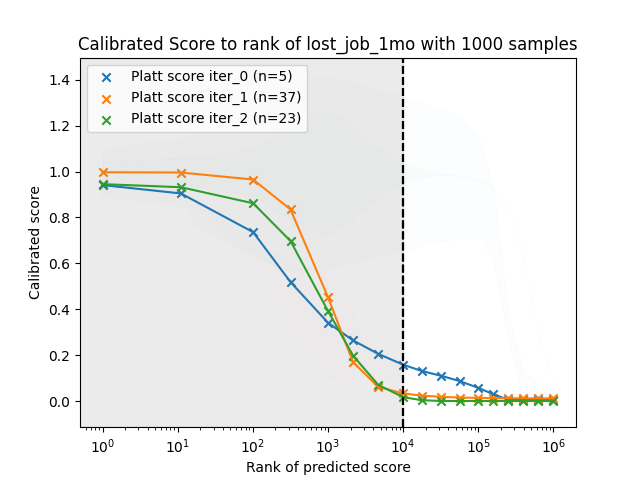 Calibrated Score to rank of lost_job_1mo with 1000 samples
Platt score iter_0 (n=5)
Platt score iter_1 (n=37)
Platt score iter_2 (n=23)
Calibrated score
1.4
1.2
1.0
0.8
0.6
0.4
0.2
0.0
10⁰ 10¹ 10² 10³ 10⁴ 10⁵ 10⁶
Rank of predicted score